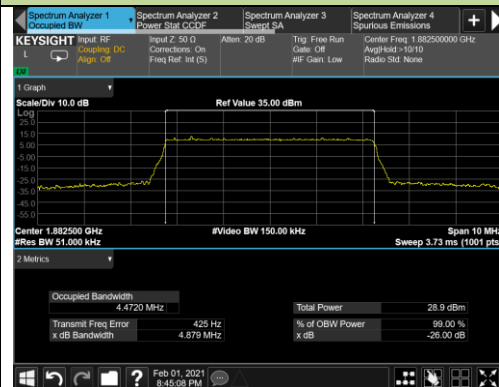 Spectrum Analyzer 1
Occupied BW
Spectrum Analyzer 2
Power Stat CCDF
Spectrum Analyzer 3
Swept SA
Spectrum Analyzer 4
Spurious Emissions
KEYSIGHT
L
Input: RF
Coupling: DC
Align: Off
Input Z: 50 Ω
Corrections: On
Freq Ref: Int (S)
Atten: 20 dB
Trig: Free Run
Gate: Off
#IF Gain: Low
Center Freq: 1.882500000 GHz
Avg|Hold:>10/10
Radio Std: None
1 Graph
Scale/Div 10.0 dB
Ref Value 35.00 dBm
Log
25.0
15.0
5.00
-5.00
-15.0
-25.0
-35.0
-45.0
-55.0
Center 1.882500 GHz
#Video BW 150.00 kHz
Span 10 MHz
#Res BW 51.000 kHz
Sweep 3.73 ms (1001 pts)
2 Metrics
Occupied Bandwidth
4.4720 MHz
Total Power 28.9 dBm
Transmit Freq Error 425 Hz
% of OBW Power 99.00 %
x dB Bandwidth 4.879 MHz
x dB -26.00 dB
?
Feb 01, 2021
8:45:08 PM